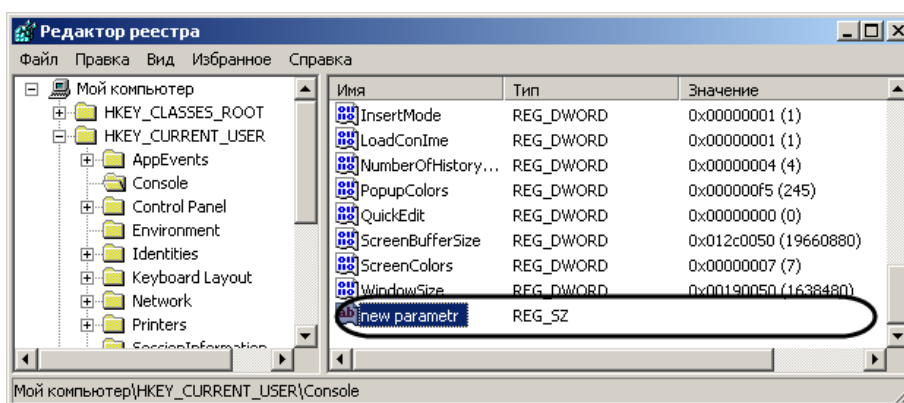 Редактор реестра
Файл Правка Вид Избранное Справка
Мой компьютер
HKEY_CLASSES_ROOT
HKEY_CURRENT_USER
AppEvents
Console
Control Panel
Environment
Identities
Keyboard Layout
Network
Printers
SessionInformation
Имя Тип Значение
InsertMode REG_DWORD 0x00000001 (1)
LoadConIme REG_DWORD 0x00000001 (1)
NumberOfHistory... REG_DWORD 0x00000004 (4)
PopupColors REG_DWORD 0x000000f5 (245)
QuickEdit REG_DWORD 0x00000000 (0)
ScreenBufferSize REG_DWORD 0x012c0050 (19660880)
ScreenColors REG_DWORD 0x00000007 (7)
WindowSize REG_DWORD 0x00190050 (1638480)
new parametr REG_SZ
Мой компьютер\HKEY_CURRENT_USER\Console